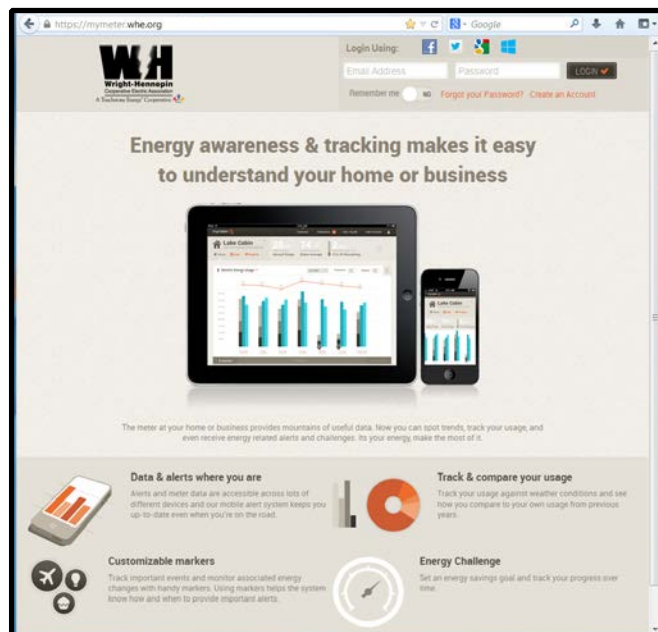 https://mymeter.whe.org
Google
WH
Wright-Hennepin
Cooperative Electric Association
A Touchstone Energy® Cooperative
Login Using:
Email Address
Password
LOGIN
Remember me
NO
Forgot your Password?
Create an Account
Energy awareness & tracking makes it easy
to understand your home or business
Lake Cabin
The meter at your home or business provides mountains of useful data. Now you can spot trends, track your usage, and
even receive energy related alerts and challenges. Its your energy, make the most of it.
Data & alerts where you are
Alerts and meter data are accessible across lots of
different devices and our mobile alert system keeps you
up-to-date even when you're on the road.
Track & compare your usage
Track your usage against weather conditions and see
how you compare to your own usage from previous
years.
Customizable markers
Track important events and monitor associated energy
changes with handy markers. Using markers helps the system
know how and when to provide important alerts.
Energy Challenge
Set an energy savings goal and track your progress over
time.